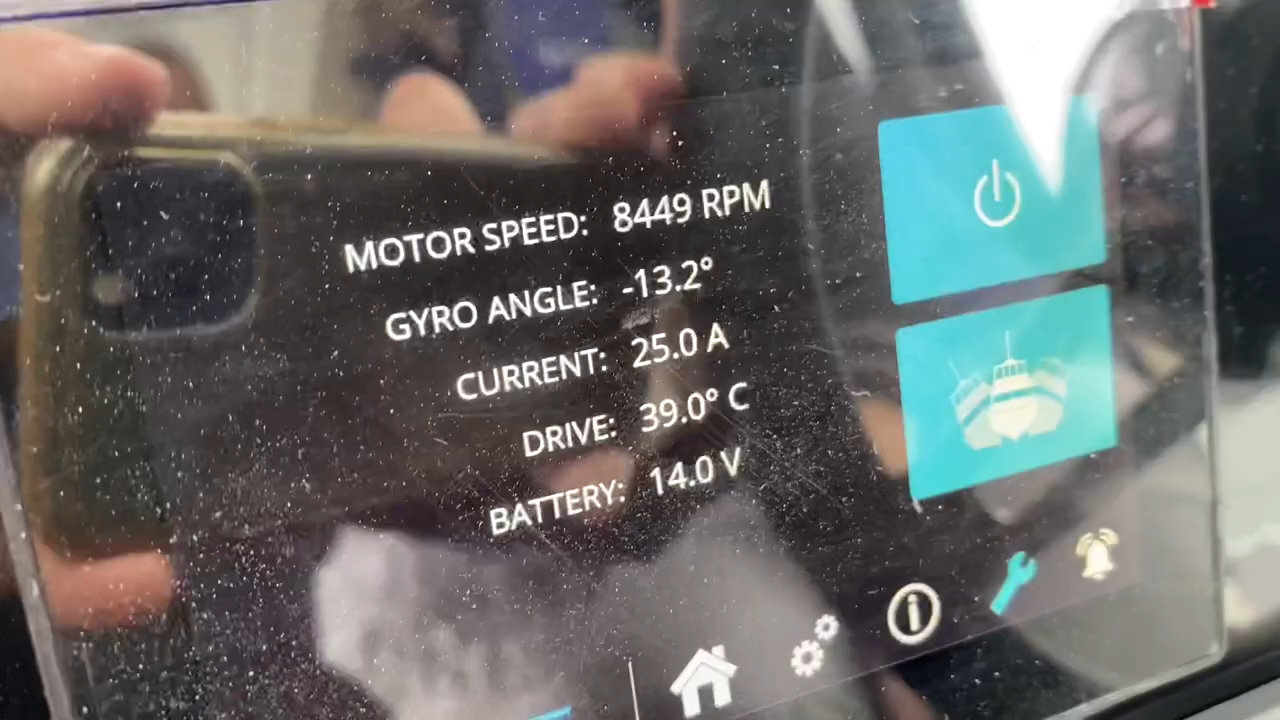 MOTOR SPEED: 8449 RPM
GYRO ANGLE: -13.2°
CURRENT: 25.0 A
DRIVE: 39.0° C
BATTERY: 14.0 V